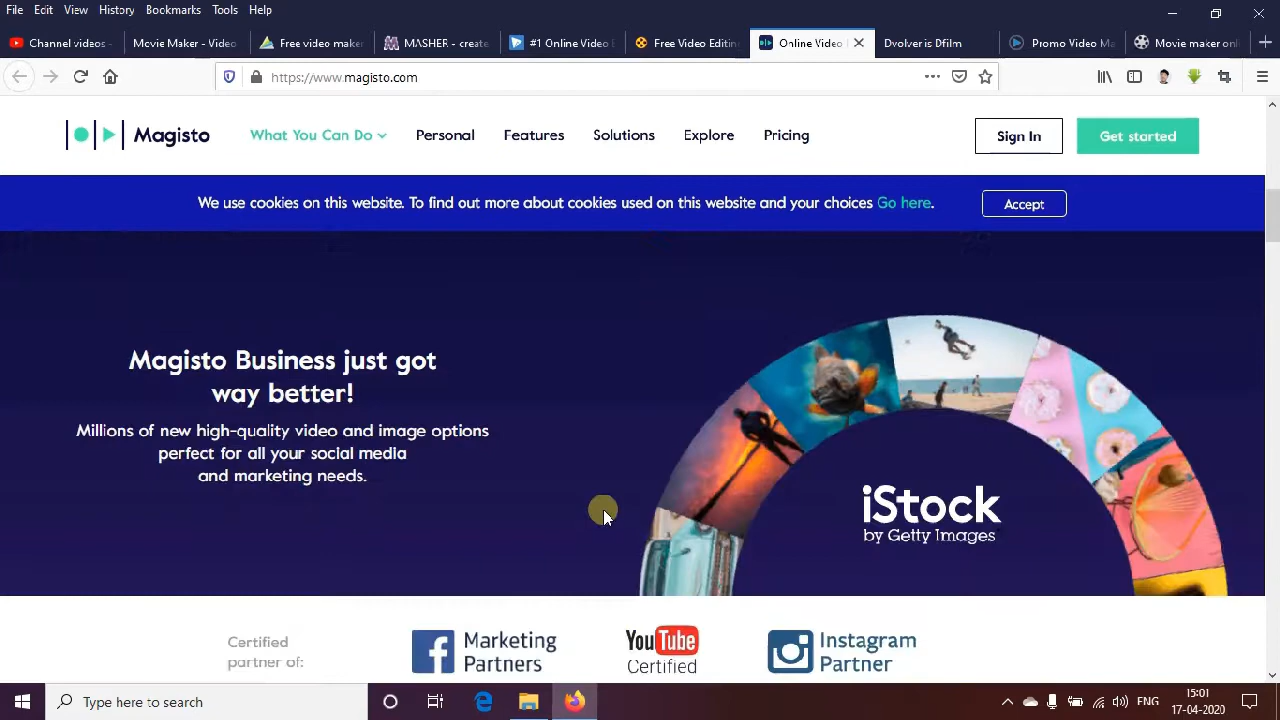 File Edit View History Bookmarks Tools Help
Channel videos - Movie Maker - Video Free video make MASHER - create #1 Online Video E Free Video Editin Online Video Dvolver is Dfilm Promo Video Ma Movie maker onl
https://www.magisto.com
Magisto What You Can Do Personal Features Solutions Explore Pricing Sign In Get started
We use cookies on this website. To find out more about cookies used on this website and your choices Go here. Accept
Magisto Business just got
way better!
Millions of new high-quality video and image options
perfect for all your social media
and marketing needs.
iStock
by Getty Images
Certified
partner of:
Marketing
Partners
YouTube
Certified
Instagram
Partner
Type here to search
ENG
15:01
17-04-2020